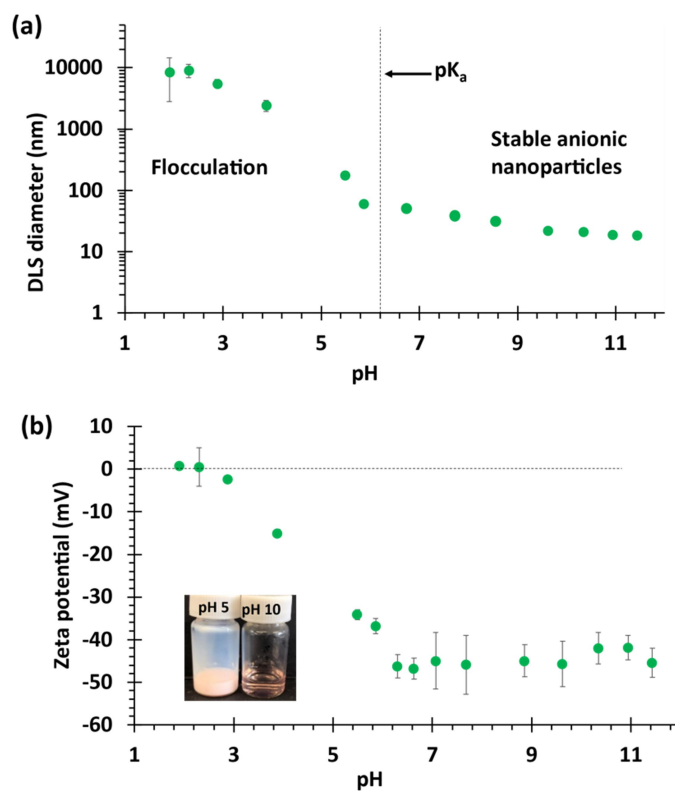 (a)
DLS diameter (nm)
10000
1000
100
10
1
Flocculation
pKₐ
Stable anionic
nanoparticles
1 3 5 7 9 11
pH
(b)
Zeta potential (mV)
10
0
-10
-20
-30
-40
-50
-60
pH 5 pH 10
1 3 5 7 9 11
pH